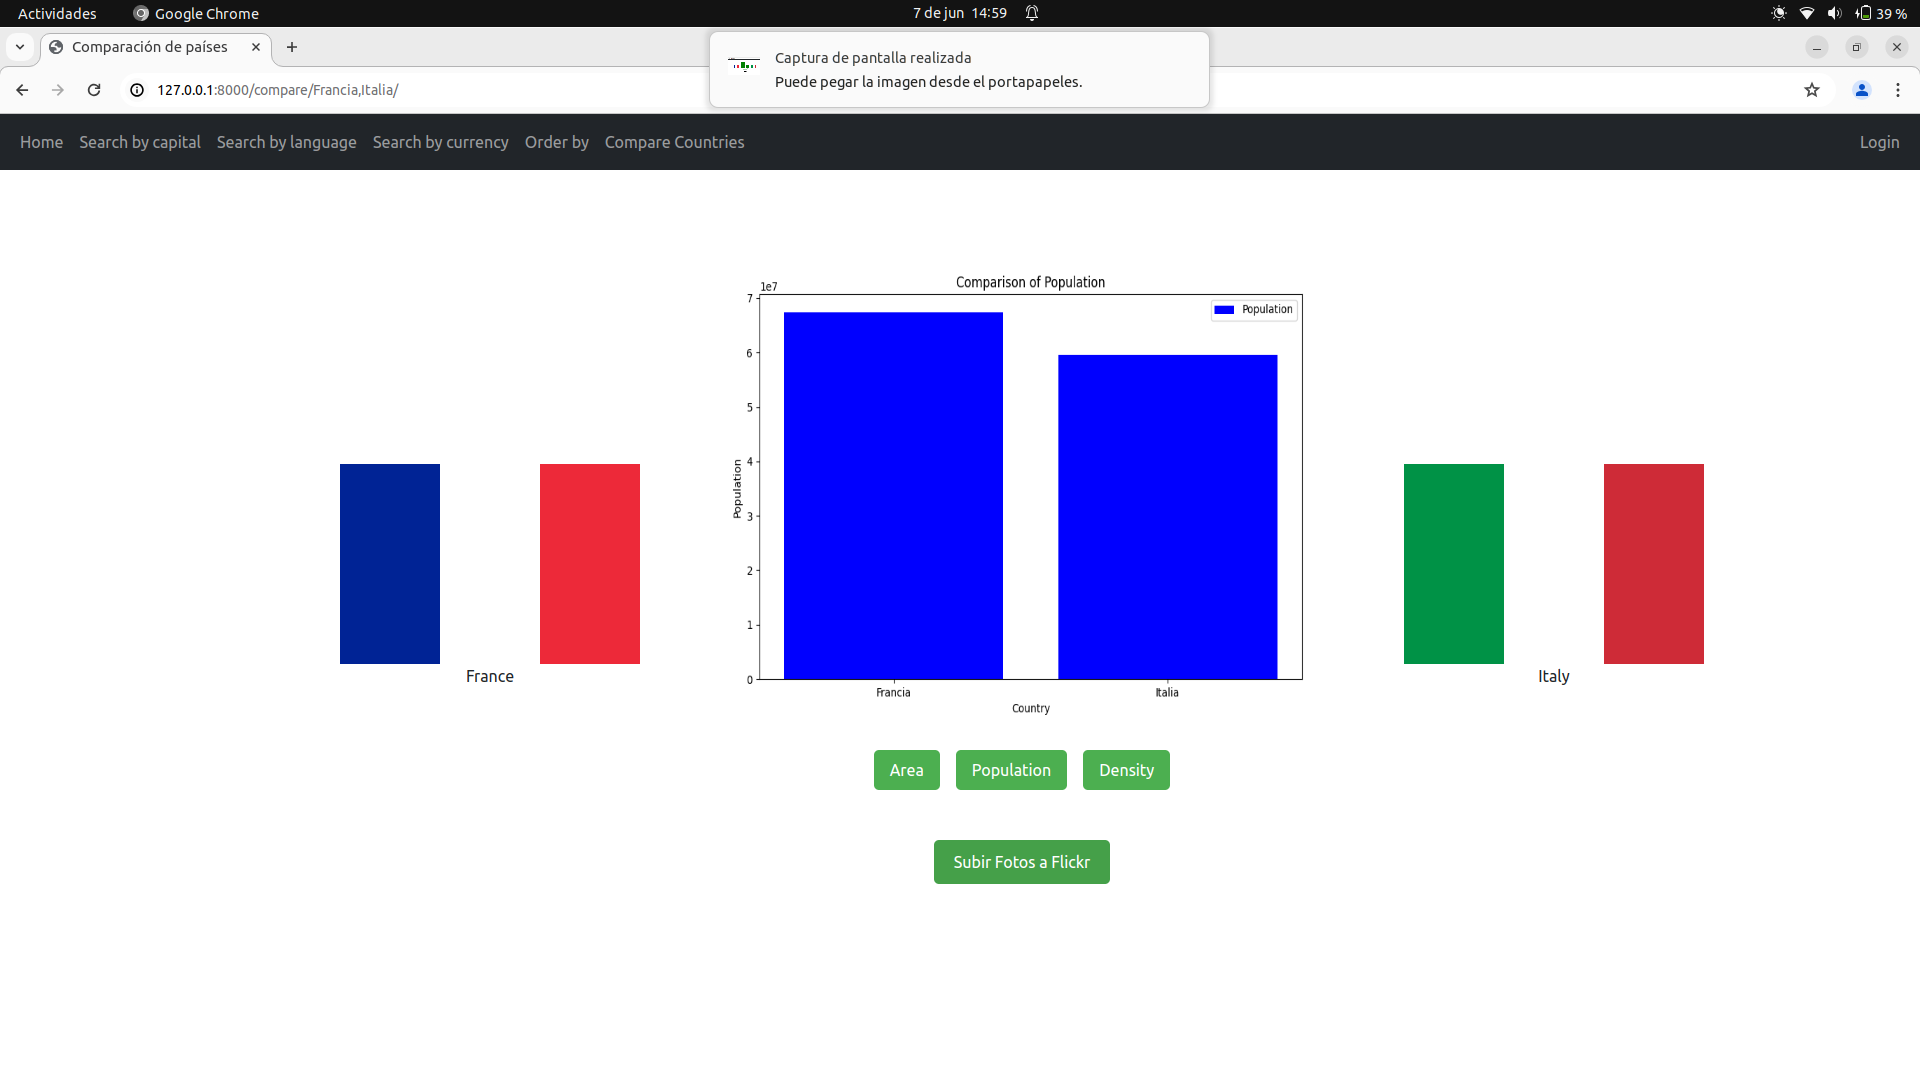 Actividades Google Chrome 7 de jun 14:59 39 %
Comparación de países
Captura de pantalla realizada
Puede pegar la imagen desde el portapapeles.
127.0.0.1:8000/compare/Francia,Italia/
Home Search by capital Search by language Search by currency Order by Compare Countries Login
Comparison of Population
1e7
Population
7
6
5
4
3
2
1
0
Population
Francia Italia
Country
France
Italy
Area Population Density
Subir Fotos a Flickr